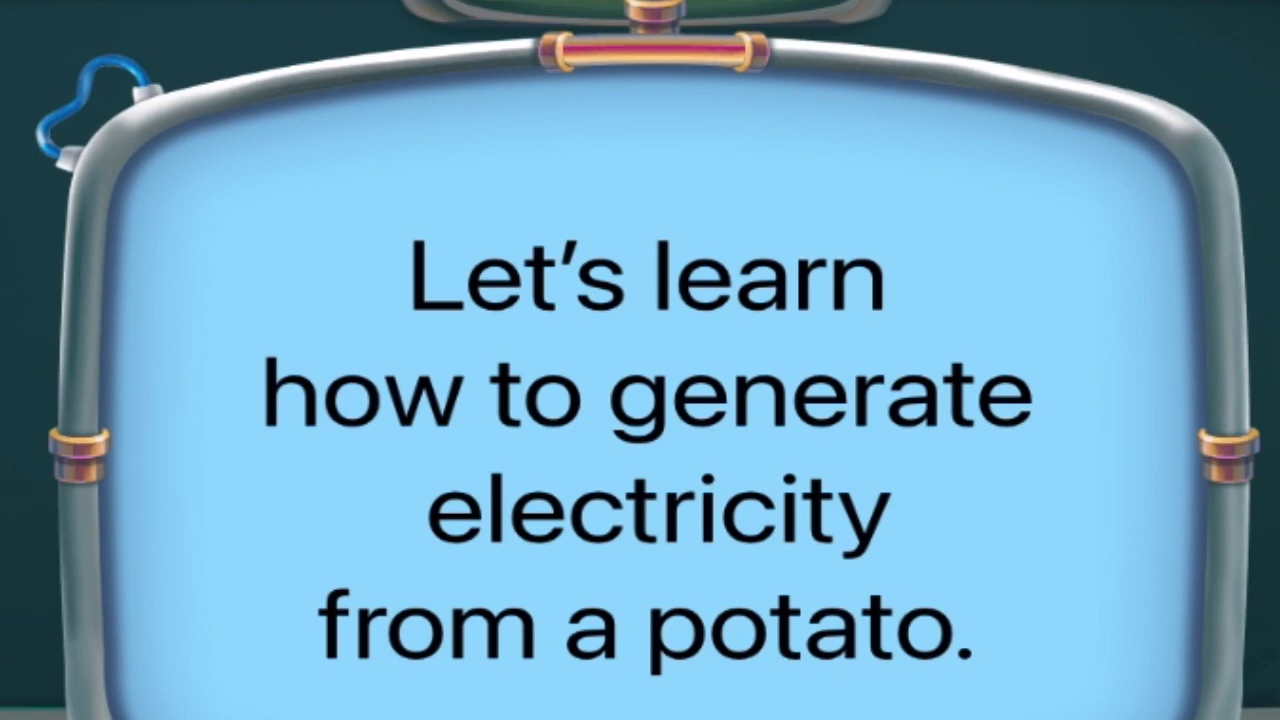 Let’s learn
how to generate
electricity
from a potato.